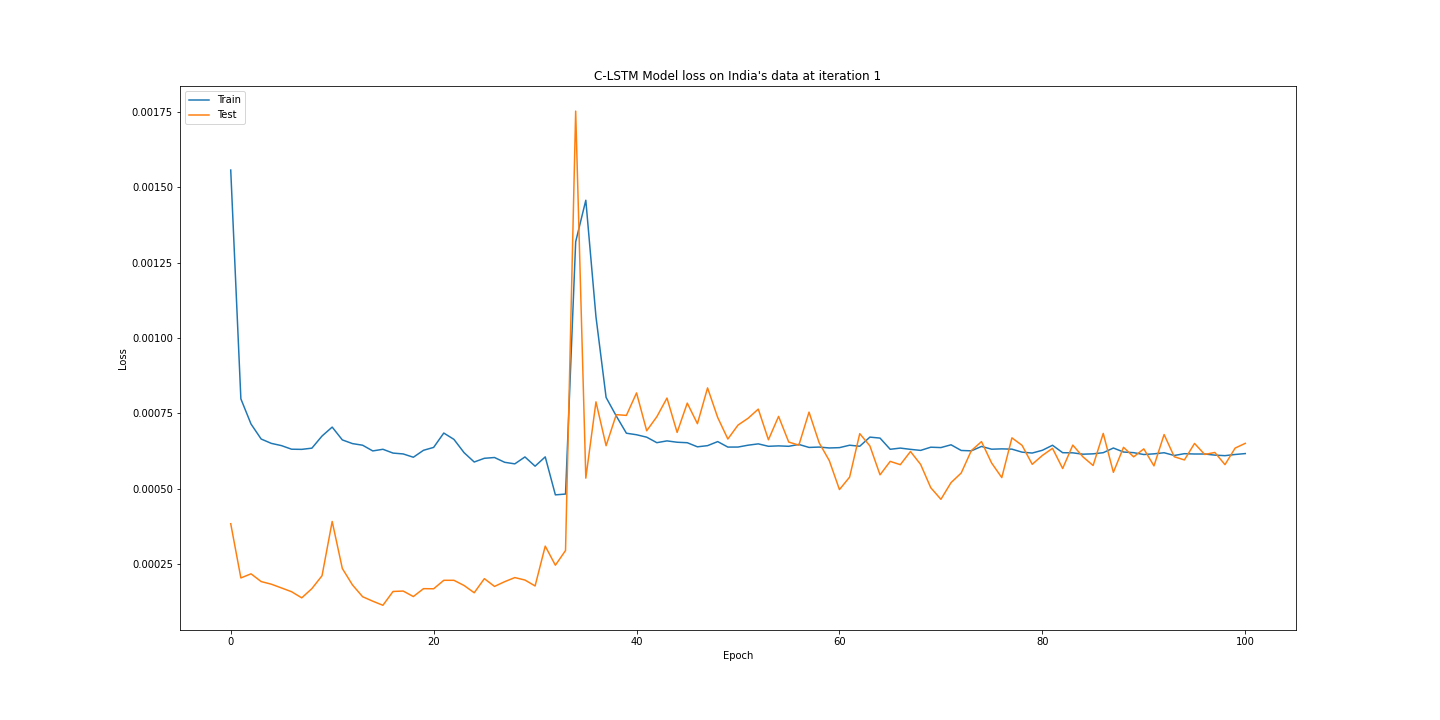 C-LSTM Model loss on India's data at iteration 1
Train
Test
0.00175
0.00150
0.00125
0.00100
0.00075
0.00050
0.00025
Loss
0 20 40 60 80 100
Epoch